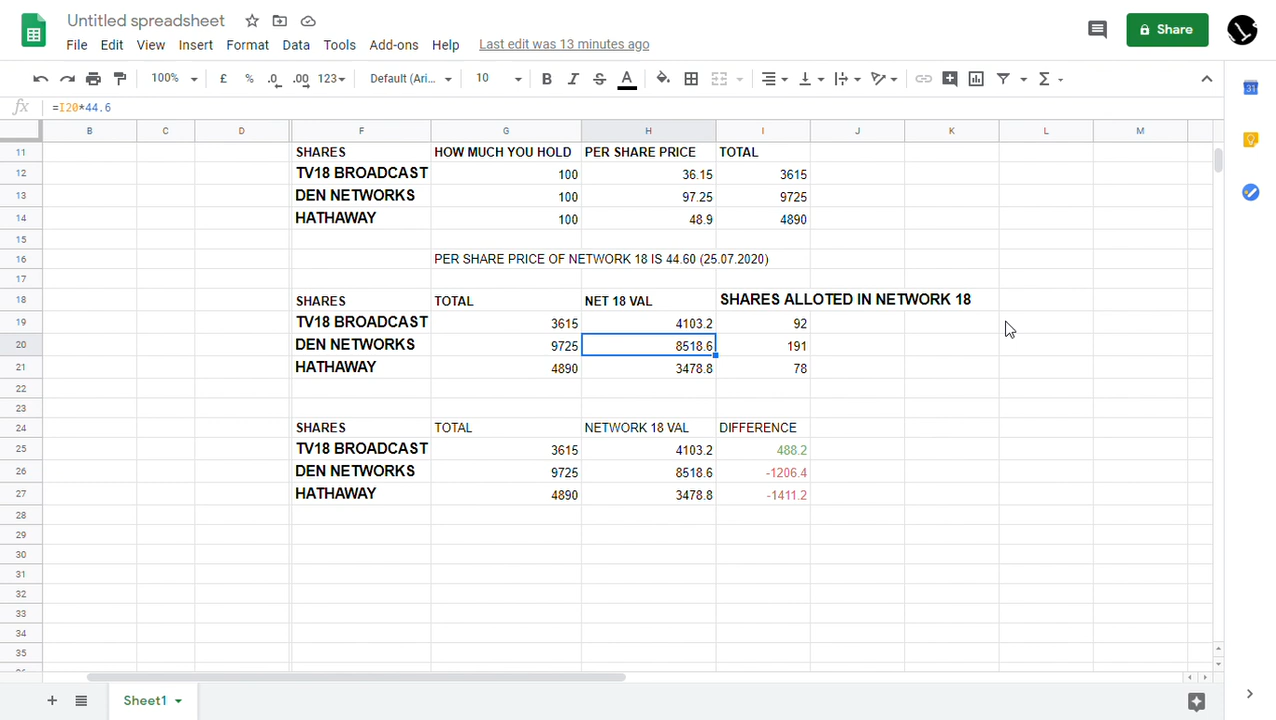 Untitled spreadsheet
File Edit View Insert Format Data Tools Add-ons Help Last edit was 13 minutes ago
Share
100% £ % .0 .00 123 Default (Ari... 10 B I S A
31
fx =I20*44.6
B C D F G H I J K L M
11 SHARES HOW MUCH YOU HOLD PER SHARE PRICE TOTAL
12 TV18 BROADCAST 100 36.15 3615
13 DEN NETWORKS 100 97.25 9725
14 HATHAWAY 100 48.9 4890
15
16 PER SHARE PRICE OF NETWORK 18 IS 44.60 (25.07.2020)
17
18 SHARES TOTAL NET 18 VAL SHARES ALLOTED IN NETWORK 18
19 TV18 BROADCAST 3615 4103.2 92
20 DEN NETWORKS 9725 8518.6 191
21 HATHAWAY 4890 3478.8 78
22
23
24 SHARES TOTAL NETWORK 18 VAL DIFFERENCE
25 TV18 BROADCAST 3615 4103.2 488.2
26 DEN NETWORKS 9725 8518.6 -1206.4
27 HATHAWAY 4890 3478.8 -1411.2
28
29
30
31
32
33
34
35
Sheet1